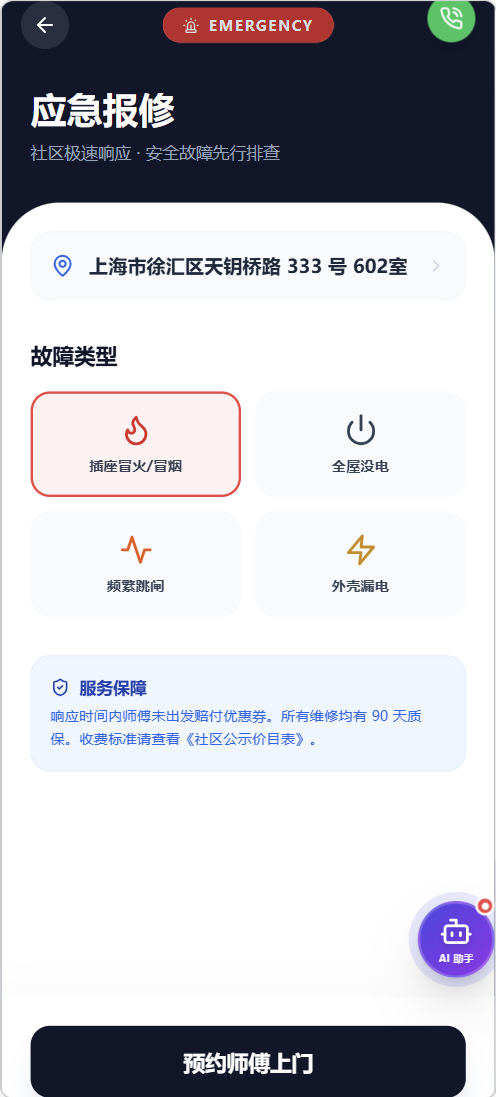 EMERGENCY
应急报修
社区极速响应 · 安全故障先行排查
上海市徐汇区天钥桥路 333 号 602室
故障类型
插座冒火/冒烟
全屋没电
频繁跳闸
外壳漏电
服务保障
响应时间内师傅未出发赔付优惠券。所有维修均有 90 天质
保。收费标准请查看《社区公示价目表》。
AI 助手
预约师傅上门